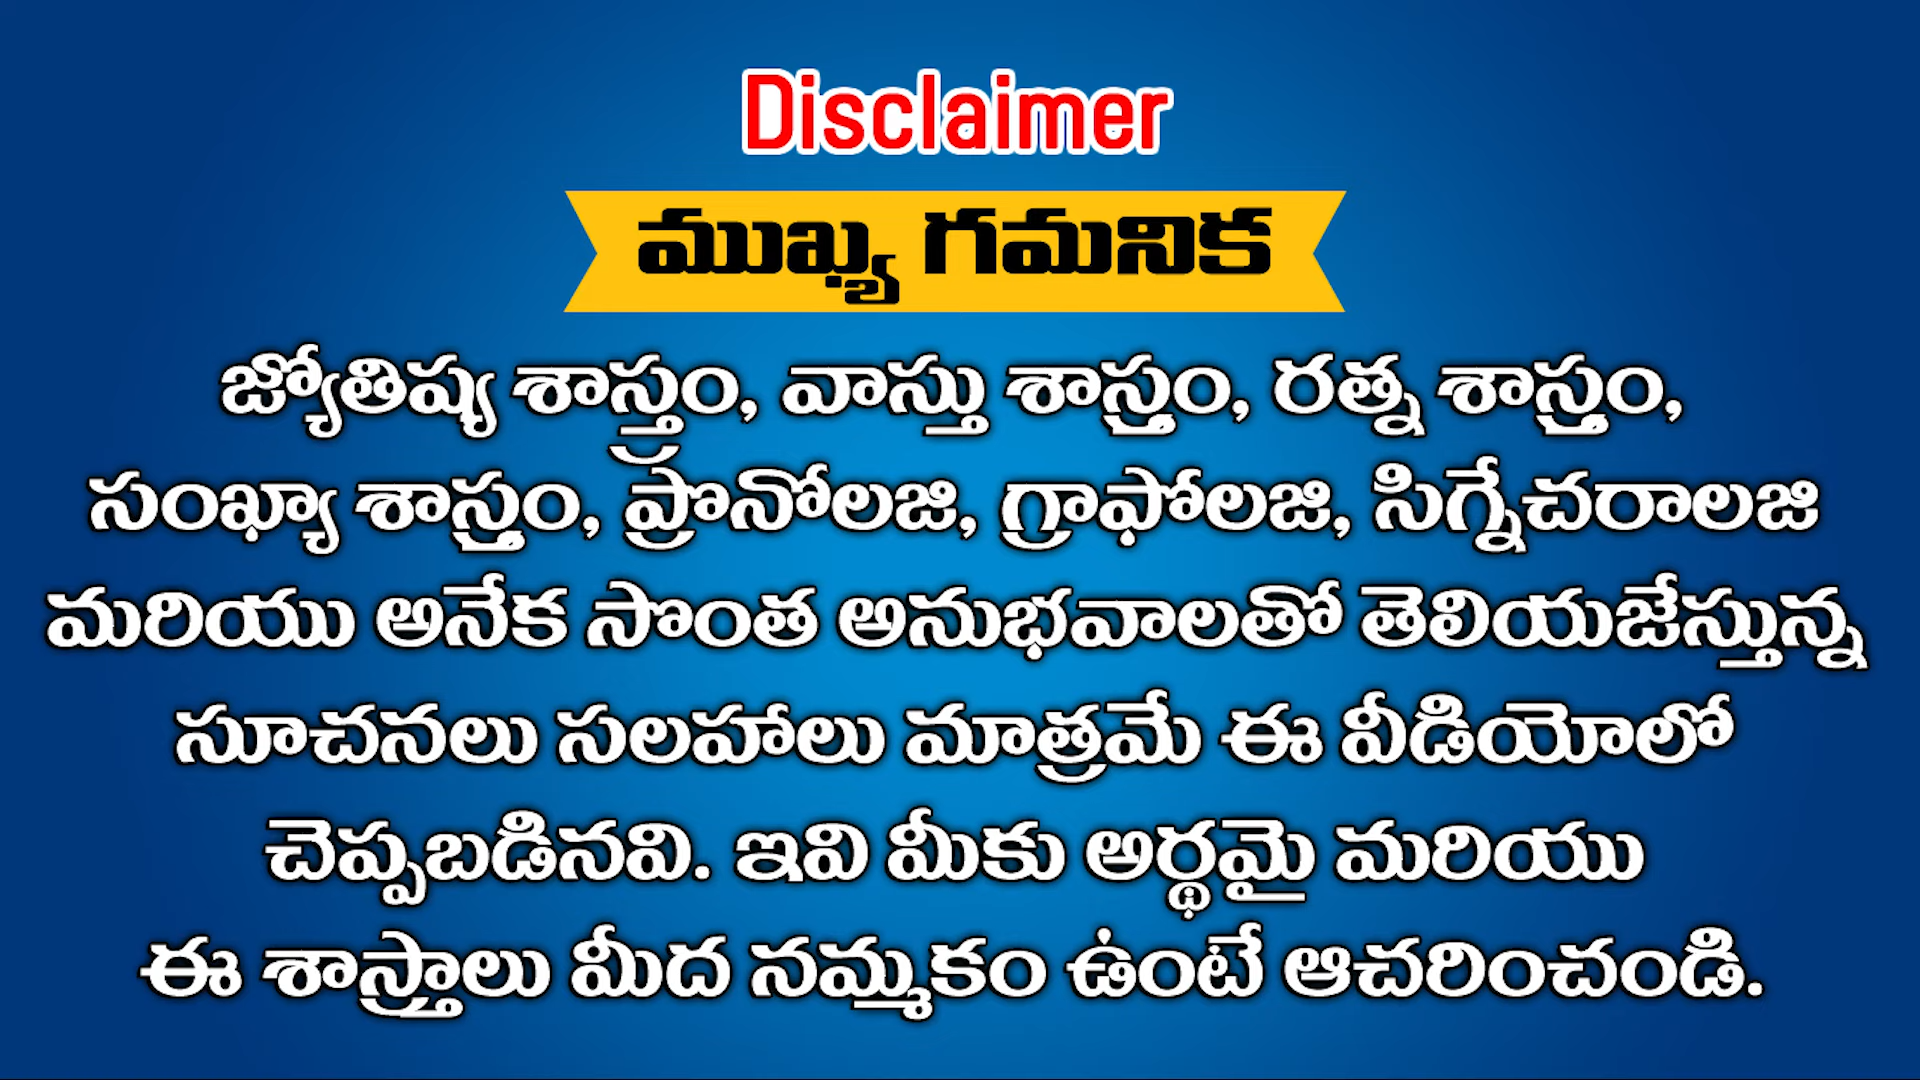 Disclaimer
ముఖ్య గమనిక
జ్యోతిష్య శాస్త్రం, వాస్తు శాస్త్రం, రత్న శాస్త్రం,
సంఖ్యా శాస్త్రం, ప్రొనోలజి, గ్రాఫోలజి, సిగ్నేచరాలజి
మరియు అనేక సొంత అనుభవాలతో తెలియజేస్తున్న
సూచనలు సలహాలు మాత్రమే ఈ వీడియోలో
చెప్పబడినవి. ఇవి మీకు అర్థమై మరియు
ఈ శాస్త్రాలు మీద నమ్మకం ఉంటే ఆచరించండి.